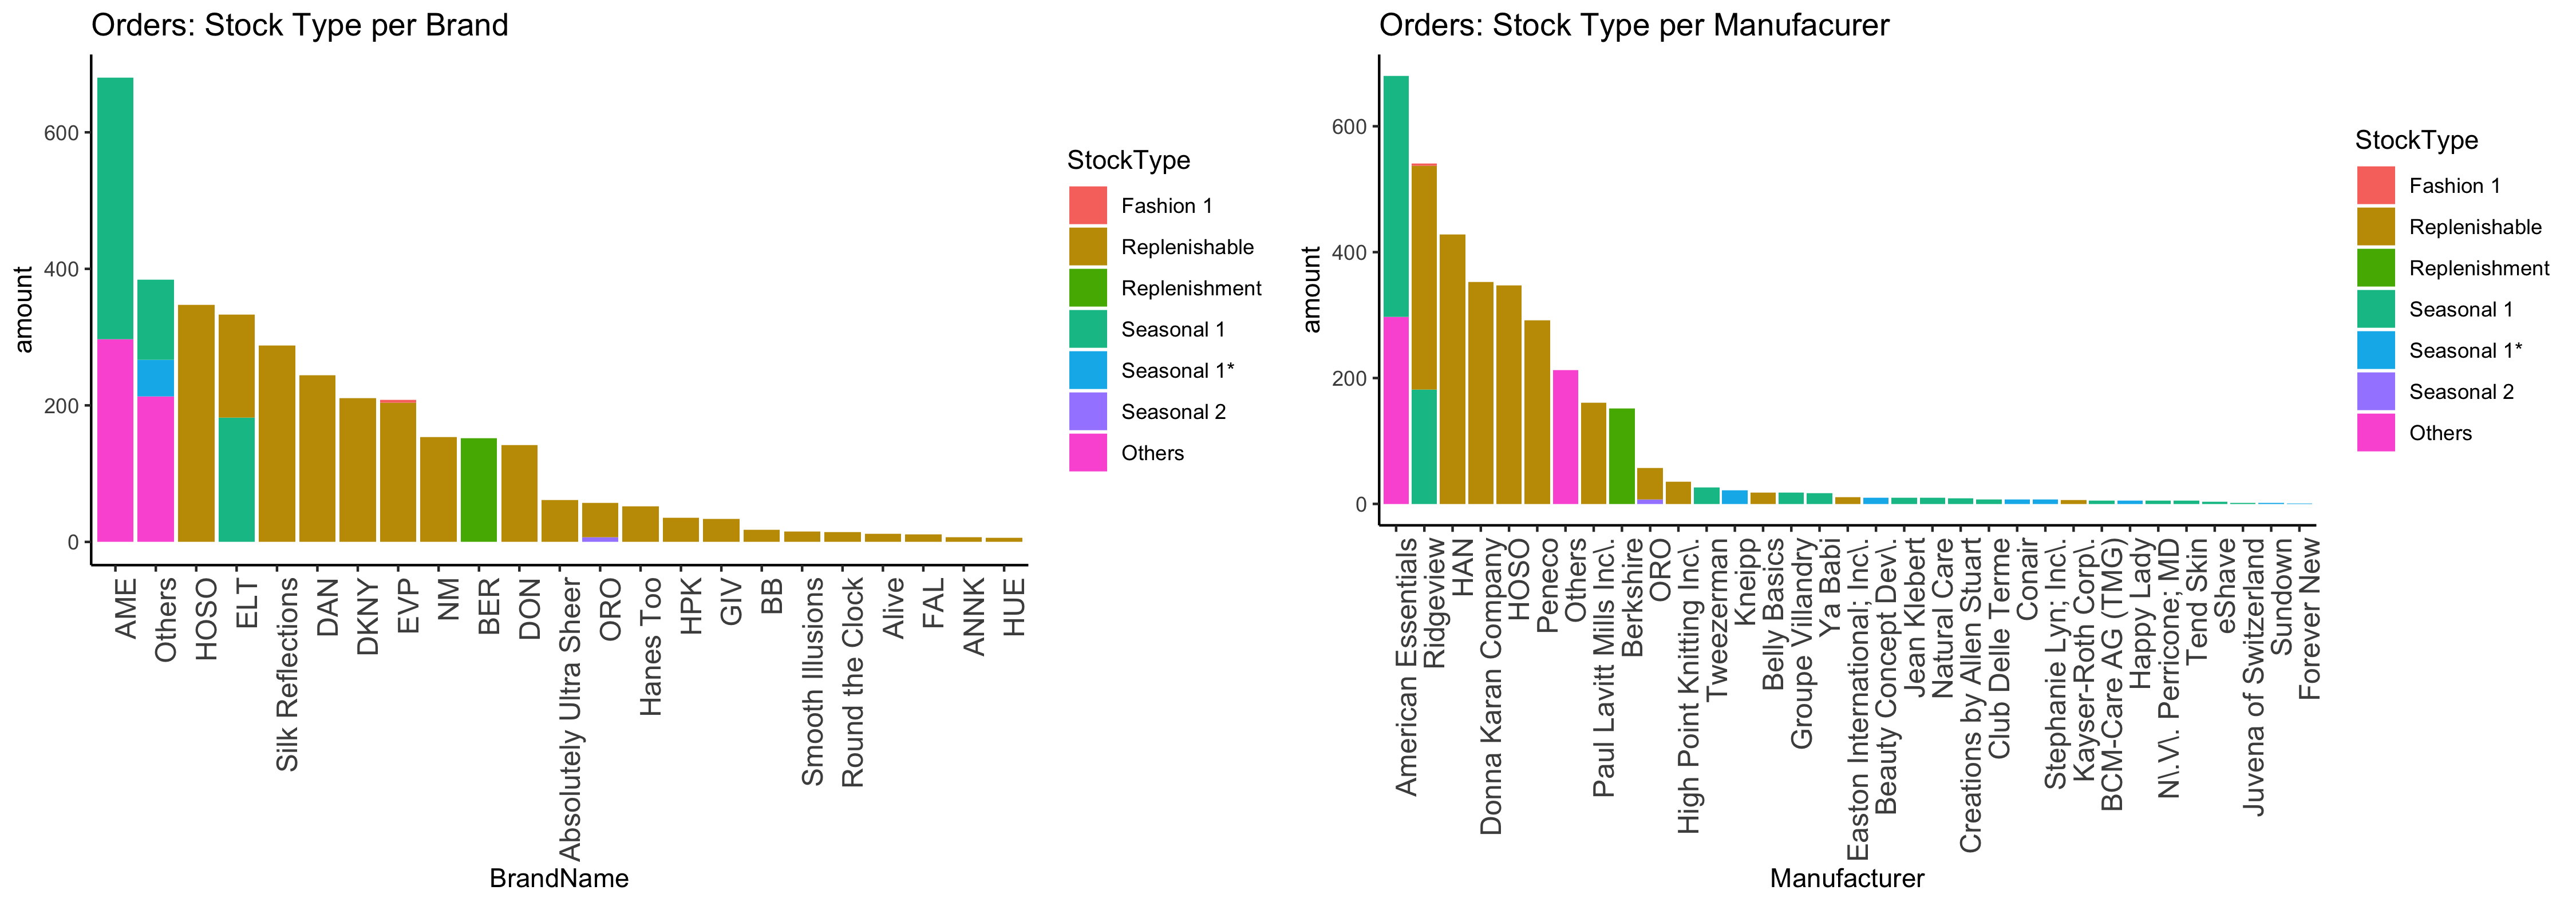 Orders: Stock Type per Brand
amount
600
400
200
0
AME
Others
HOSO
ELT
Silk Reflections
DAN
DKNY
EVP
NM
BER
DON
Absolutely Ultra Sheer
ORO
Hanes Too
HPK
GIV
BB
Smooth Illusions
Round the Clock
Alive
FAL
ANNK
HUE
BrandName
StockType
Fashion 1
Replenishable
Replenishment
Seasonal 1
Seasonal 1*
Seasonal 2
Others
Orders: Stock Type per Manufacurer
amount
600
400
200
0
American Essentials
Ridgeview
HAN
Donna Karan Company
HOSO
Peneco
Others
Paul Lavitt Mills Inc\.
Berkshire
ORO
High Point Knitting Inc\.
Tweezerman
Kneipp
Belly Basics
Groupe Villandry
Ya Babi
Easton International; Inc\.
Beauty Concept Dev\.
Jean Klebert
Natural Care
Creations by Allen Stuart
Club Delle Terme
Conair
Stephanie Lyn; Inc\.
Kayser-Roth Corp\.
BCM-Care AG (TMG)
Happy Lady
N\.V\. Perricone; MD
Tend Skin
eShave
Juvena of Switzerland
Sundown
Forever New
Manufacturer
StockType
Fashion 1
Replenishable
Replenishment
Seasonal 1
Seasonal 1*
Seasonal 2
Others